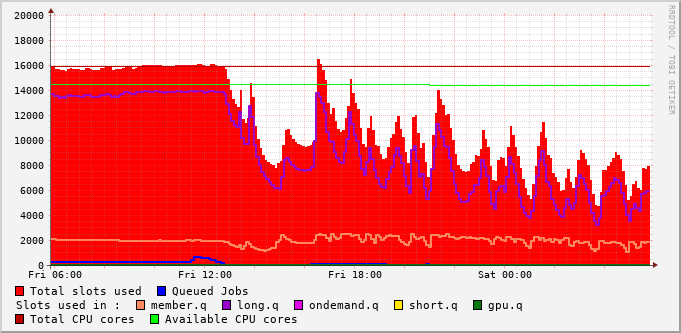 RRDTOOL / TOBI OETIKER
20000
18000
16000
14000
12000
10000
8000
6000
4000
2000
0
Fri 06:00 Fri 12:00 Fri 18:00 Sat 00:00
Total slots used Queued Jobs
Slots used in : member.q long.q ondemand.q short.q gpu.q
Total CPU cores Available CPU cores